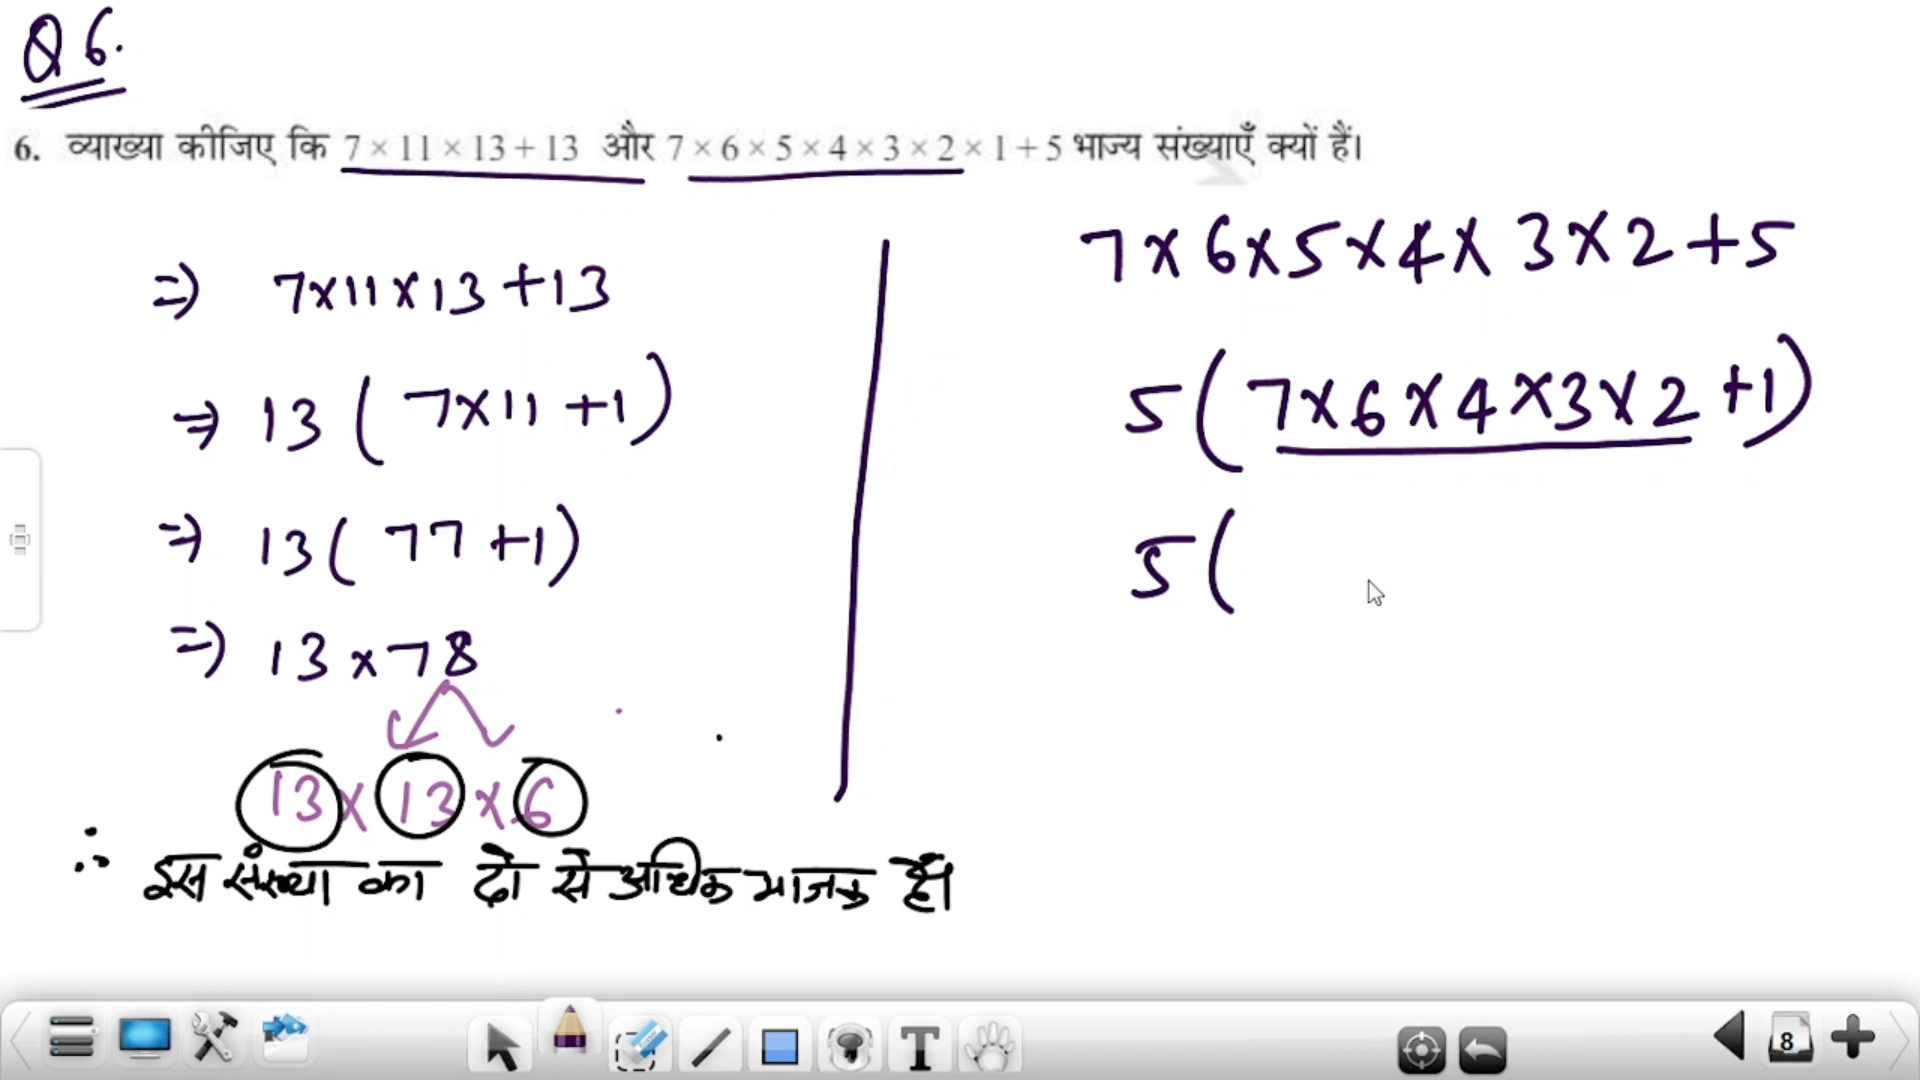 Q 6.
6. व्याख्या कीजिए कि 7 × 11 × 13 + 13 और 7 × 6 × 5 × 4 × 3 × 2 × 1 + 5 भाज्य संख्याएँ क्यों हैं।
⇒ 7×11×13+13
⇒ 13 ( 7×11 +1 )
⇒ 13 ( 77 +1 )
⇒ 13 × 78
13 × 13 × 6
∴ इस संख्या का दो से अधिक भाजक हैं।
7×6×5×4×3×2+5
5 ( 7×6×4×3×2 +1 )
5 (
T
8